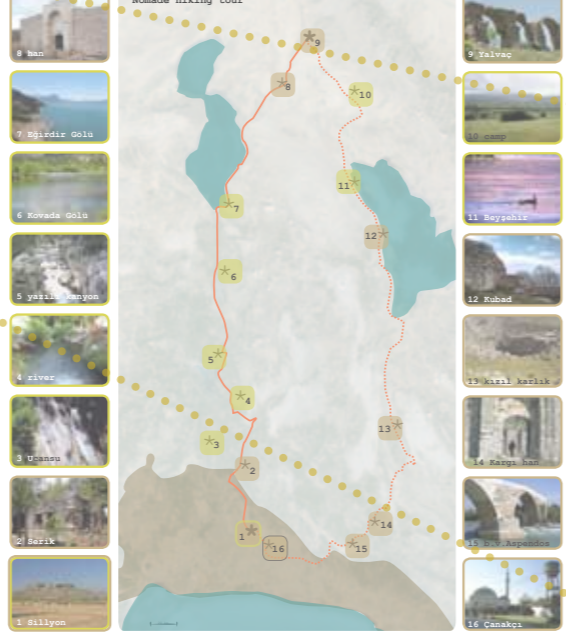 Nomade hiking tour
8 han
7 Eğirdir Gölü
6 Kovada Gölü
5 yazılı kanyon
4 river
3 Uçansu
2 Serik
1 Sillyon
9
8
10
7
11
12
6
5
4
3
13
2
1
16
15
14
9 Yalvaç
10 camp
11 Beyşehir
12 Kubad
13 kızıl karlık
14 Kargı han
15 b.v.Aspendos
16 Çanakçı